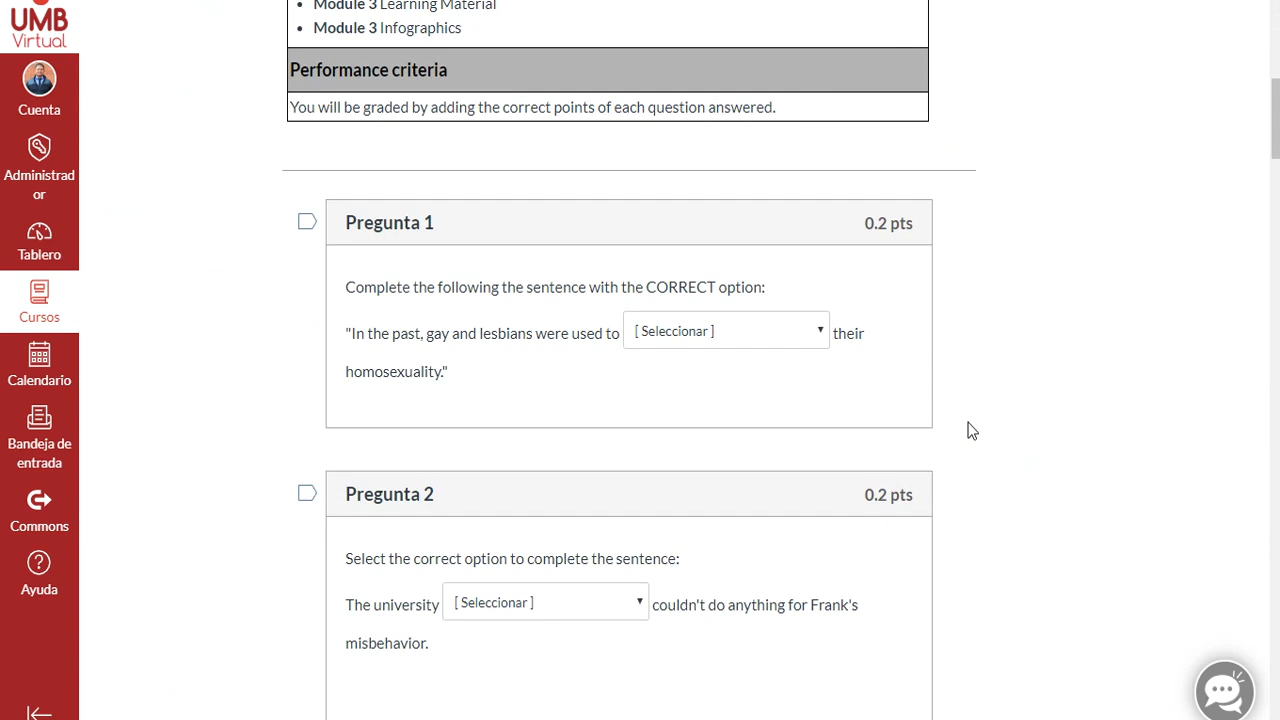 UMB
Virtual
Cuenta
Administrad
or
Tablero
Cursos
Calendario
Bandeja de
entrada
Commons
Ayuda
Module 3 Learning Material
Module 3 Infographics
Performance criteria
You will be graded by adding the correct points of each question answered.
Pregunta 1 0.2 pts
Complete the following the sentence with the CORRECT option:
"In the past, gay and lesbians were used to [ Seleccionar ] their
homosexuality."
Pregunta 2 0.2 pts
Select the correct option to complete the sentence:
The university [ Seleccionar ] couldn't do anything for Frank's
misbehavior.